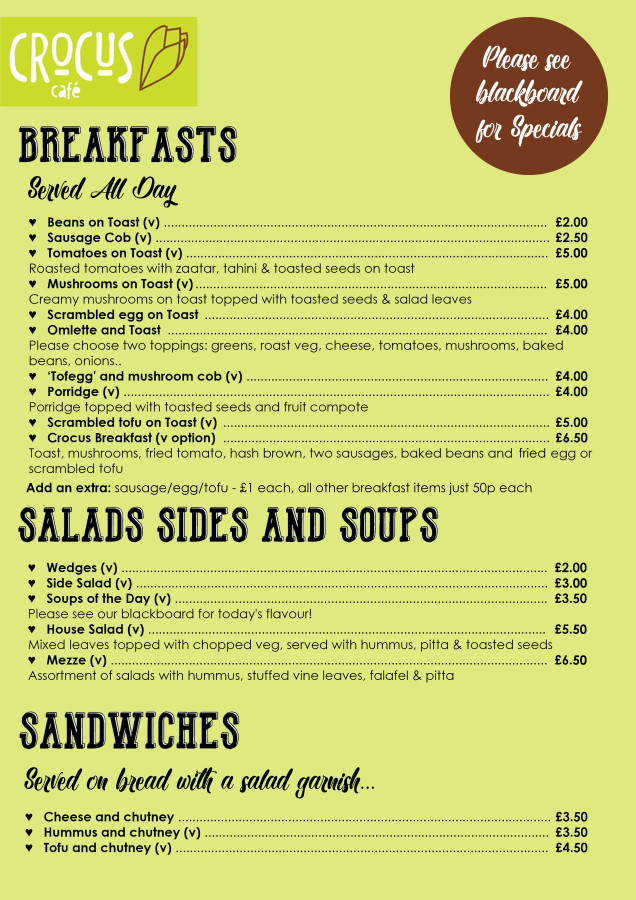 CROCUS
café
Please see
blackboard
for Specials
BREAKFASTS
Served All Day
♥ Beans on Toast (v) ........ £2.00
♥ Sausage Cob (v) ........ £2.50
♥ Tomatoes on Toast (v) ........ £5.00
Roasted tomatoes with zaatar, tahini & toasted seeds on toast
♥ Mushrooms on Toast (v) ........ £5.00
Creamy mushrooms on toast topped with toasted seeds & salad leaves
♥ Scrambled egg on Toast ........ £4.00
♥ Omlette and Toast ........ £4.00
Please choose two toppings: greens, roast veg, cheese, tomatoes, mushrooms, baked
beans, onions..
♥ 'Tofegg' and mushroom cob (v) ........ £4.00
♥ Porridge (v) ........ £4.00
Porridge topped with toasted seeds and fruit compote
♥ Scrambled tofu on Toast (v) ........ £5.00
♥ Crocus Breakfast (v option) ........ £6.50
Toast, mushrooms, fried tomato, hash brown, two sausages, baked beans and fried egg or
scrambled tofu
Add an extra: sausage/egg/tofu - £1 each, all other breakfast items just 50p each
SALADS SIDES AND SOUPS
♥ Wedges (v) ........ £2.00
♥ Side Salad (v) ........ £3.00
♥ Soups of the Day (v) ........ £3.50
Please see our blackboard for today's flavour!
♥ House Salad (v) ........ £5.50
Mixed leaves topped with chopped veg, served with hummus, pitta & toasted seeds
♥ Mezze (v) ........ £6.50
Assortment of salads with hummus, stuffed vine leaves, falafel & pitta
SANDWICHES
Served on bread with a salad garnish...
♥ Cheese and chutney ........ £3.50
♥ Hummus and chutney (v) ........ £3.50
♥ Tofu and chutney (v) ........ £4.50